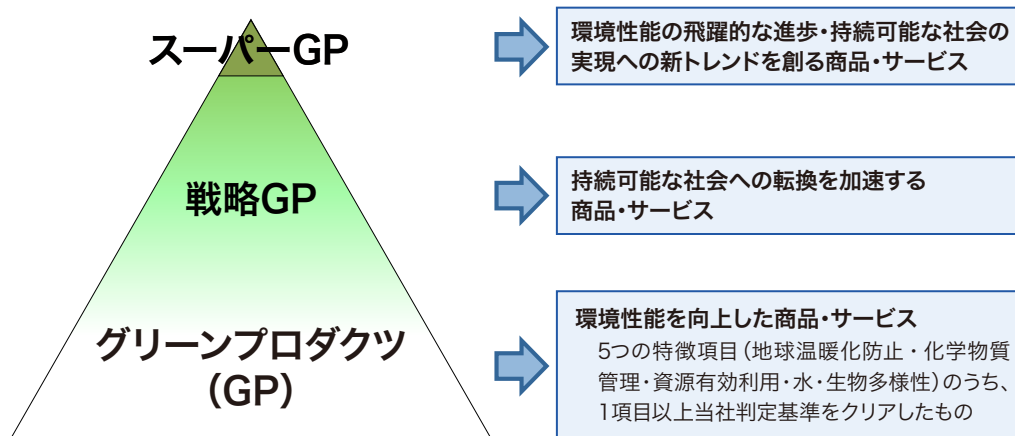 スーパーGP
環境性能の飛躍的な進歩・持続可能な社会の
実現への新トレンドを創る商品・サービス
戦略GP
持続可能な社会への転換を加速する
商品・サービス
グリーンプロダクツ
（GP）
環境性能を向上した商品・サービス
5つの特徴項目（地球温暖化防止・化学物質
管理・資源有効利用・水・生物多様性）のうち、
1項目以上当社判定基準をクリアしたもの